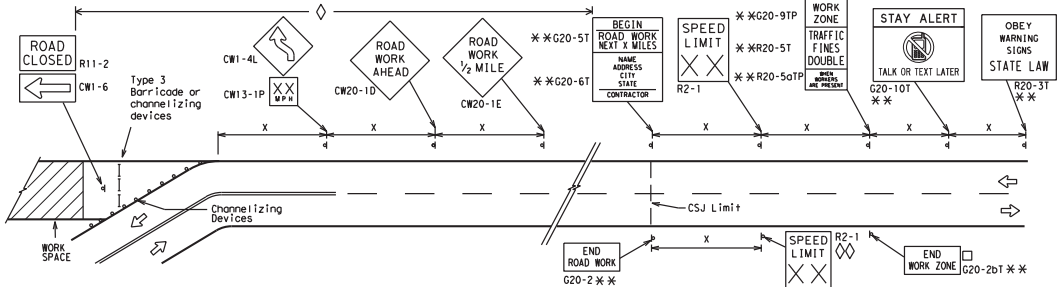 ◇
ROAD
CLOSED
R11-2
CW1-6
Type 3
Barricade or
channelizing
devices
CW1-4L
XX
MPH
CW13-1P
ROAD
WORK
AHEAD
CW20-1D
ROAD
WORK
1/2 MILE
CW20-1E
✳✳G20-5T
✳✳G20-6T
BEGIN
ROAD WORK
NEXT X MILES
NAME
ADDRESS
CITY
STATE
CONTRACTOR
SPEED
LIMIT
XX
R2-1
✳✳G20-9TP
✳✳R20-5T
✳✳R20-5aTP
WORK
ZONE
TRAFFIC
FINES
DOUBLE
WHEN
WORKERS
ARE PRESENT
STAY ALERT
TALK OR TEXT LATER
G20-10T
✳✳
OBEY
WARNING
SIGNS
STATE LAW
R20-3T
✳✳
X
X
X
X
X
X
X
Channelizing
Devices
WORK
SPACE
CSJ Limit
X
END
ROAD WORK
G20-2✳✳
SPEED
LIMIT
XX
R2-1
◇◇
END
WORK ZONE
□
G20-2bT✳✳